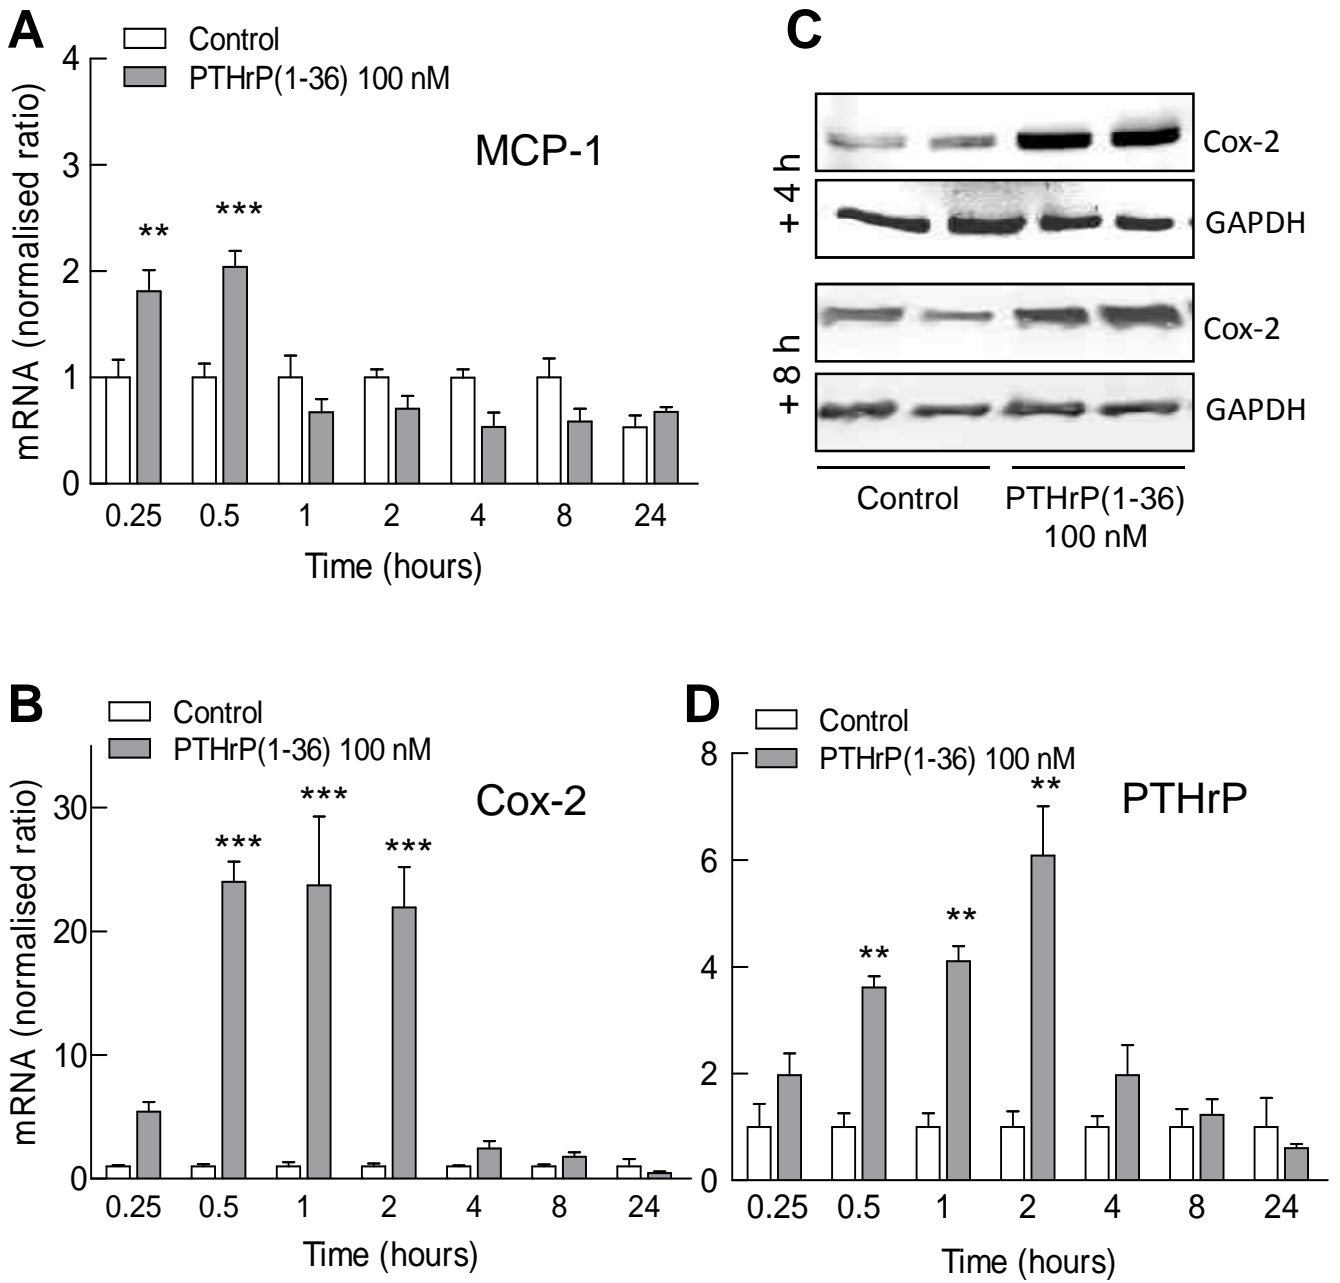 A
Control
PTHrP(1-36) 100 nM
MCP-1
mRNA (normalised ratio)
4
3
2
1
0
**
***
0.25 0.5 1 2 4 8 24
Time (hours)
C
+ 4 h
Cox-2
GAPDH
+ 8 h
Cox-2
GAPDH
Control PTHrP(1-36)
100 nM
B
Control
PTHrP(1-36) 100 nM
Cox-2
mRNA (normalised ratio)
30
20
10
0
***
***
***
0.25 0.5 1 2 4 8 24
Time (hours)
D
Control
PTHrP(1-36) 100 nM
PTHrP
8
6
4
2
0
**
**
**
0.25 0.5 1 2 4 8 24
Time (hours)